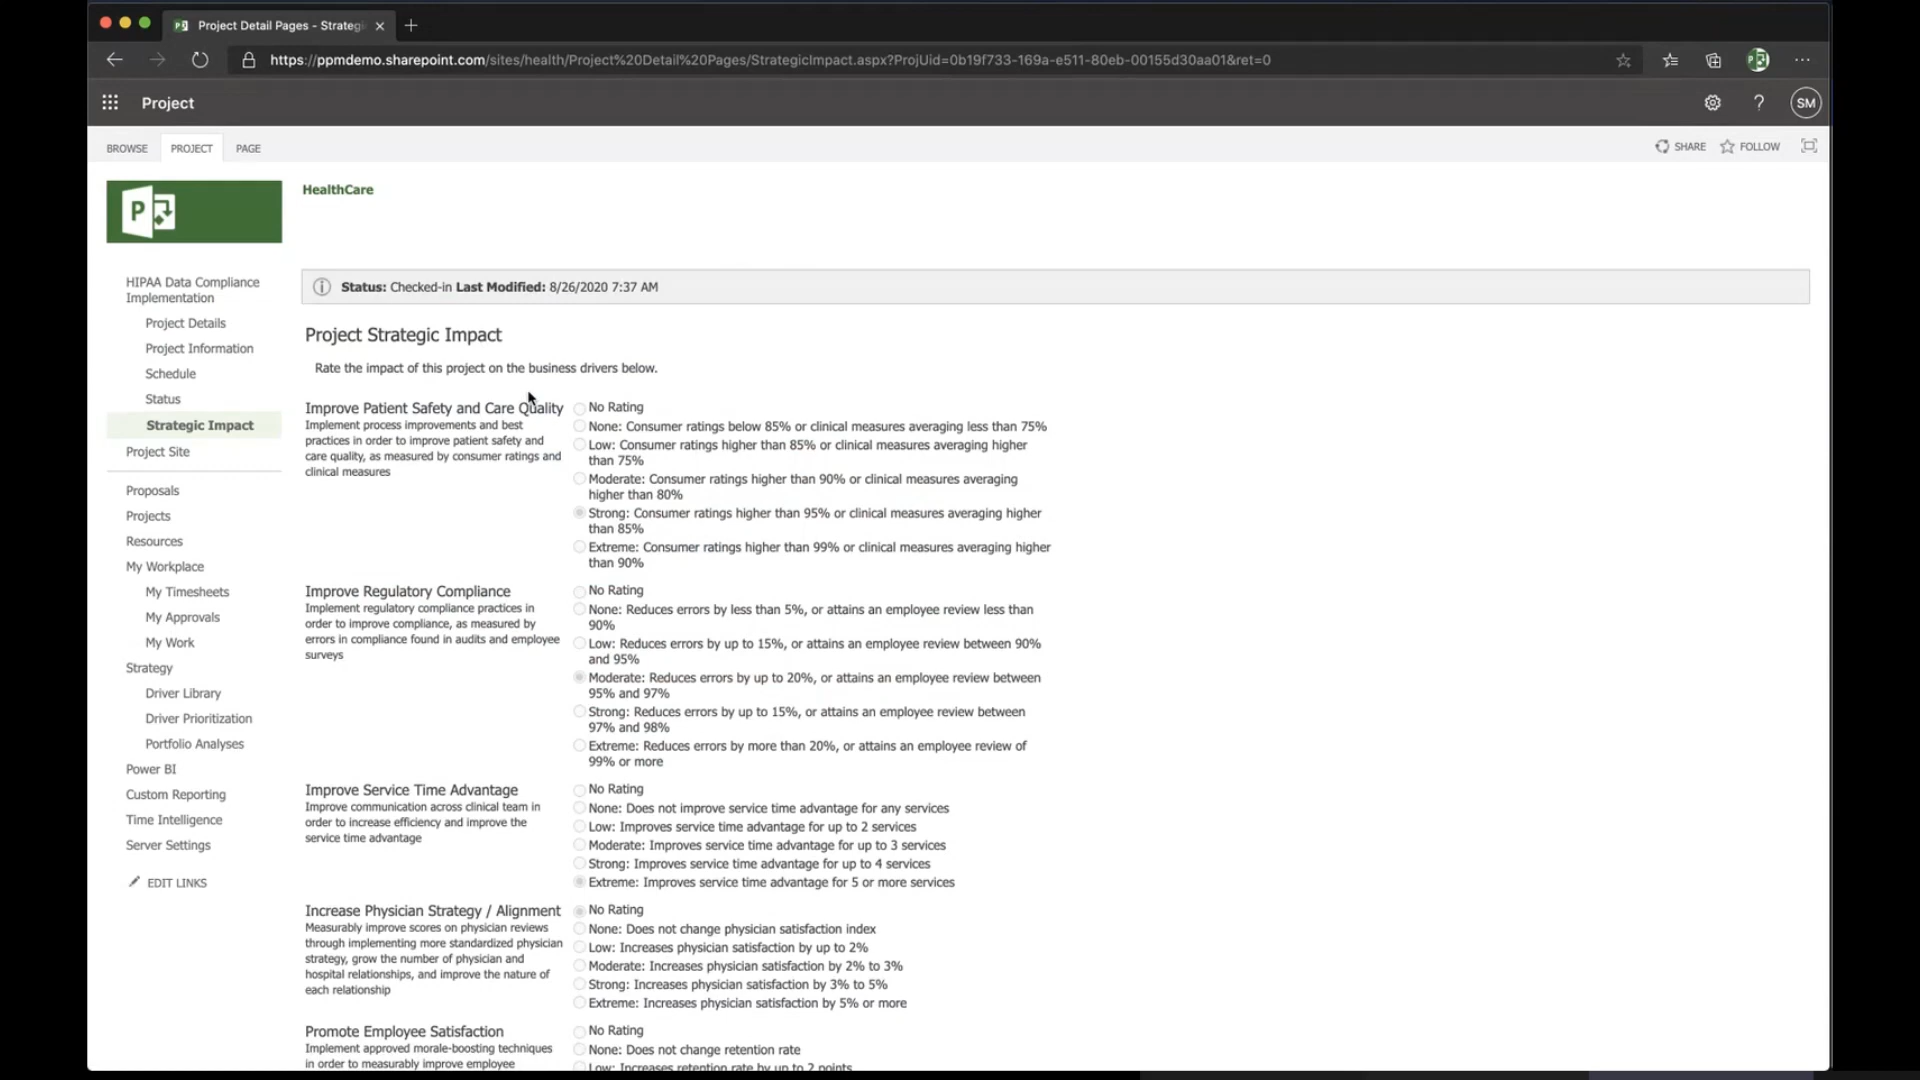 Project Detail Pages - Strateg
https://ppmdemo.sharepoint.com/sites/health/Project%20Detail%20Pages/StrategicImpact.aspx?ProjUid=0b19f733-169a-e511-80eb-00155d30aa01&ret=0
Project
?
SM
BROWSE
PROJECT
PAGE
SHARE
FOLLOW
P
HealthCare
HIPAA Data Compliance
Implementation
Project Details
Project Information
Schedule
Status
Strategic Impact
Project Site
Proposals
Projects
Resources
My Workplace
My Timesheets
My Approvals
My Work
Strategy
Driver Library
Driver Prioritization
Portfolio Analyses
Power BI
Custom Reporting
Time Intelligence
Server Settings
EDIT LINKS
Status: Checked-in Last Modified: 8/26/2020 7:37 AM
Project Strategic Impact
Rate the impact of this project on the business drivers below.
Improve Patient Safety and Care Quality
Implement process improvements and best
practices in order to improve patient safety and
care quality, as measured by consumer ratings and
clinical measures
No Rating
None: Consumer ratings below 85% or clinical measures averaging less than 75%
Low: Consumer ratings higher than 85% or clinical measures averaging higher
than 75%
Moderate: Consumer ratings higher than 90% or clinical measures averaging
higher than 80%
Strong: Consumer ratings higher than 95% or clinical measures averaging higher
than 85%
Extreme: Consumer ratings higher than 99% or clinical measures averaging higher
than 90%
Improve Regulatory Compliance
Implement regulatory compliance practices in
order to improve compliance, as measured by
errors in compliance found in audits and employee
surveys
No Rating
None: Reduces errors by less than 5%, or attains an employee review less than
90%
Low: Reduces errors by up to 15%, or attains an employee review between 90%
and 95%
Moderate: Reduces errors by up to 20%, or attains an employee review between
95% and 97%
Strong: Reduces errors by up to 15%, or attains an employee review between
97% and 98%
Extreme: Reduces errors by more than 20%, or attains an employee review of
99% or more
Improve Service Time Advantage
Improve communication across clinical team in
order to increase efficiency and improve the
service time advantage
No Rating
None: Does not improve service time advantage for any services
Low: Improves service time advantage for up to 2 services
Moderate: Improves service time advantage for up to 3 services
Strong: Improves service time advantage for up to 4 services
Extreme: Improves service time advantage for 5 or more services
Increase Physician Strategy / Alignment
Measurably improve scores on physician reviews
through implementing more standardized physician
strategy, grow the number of physician and
hospital relationships, and improve the nature of
each relationship
No Rating
None: Does not change physician satisfaction index
Low: Increases physician satisfaction by up to 2%
Moderate: Increases physician satisfaction by 2% to 3%
Strong: Increases physician satisfaction by 3% to 5%
Extreme: Increases physician satisfaction by 5% or more
Promote Employee Satisfaction
Implement approved morale-boosting techniques
in order to measurably improve employee
No Rating
None: Does not change retention rate
Low: Increases retention rate by up to 2 points